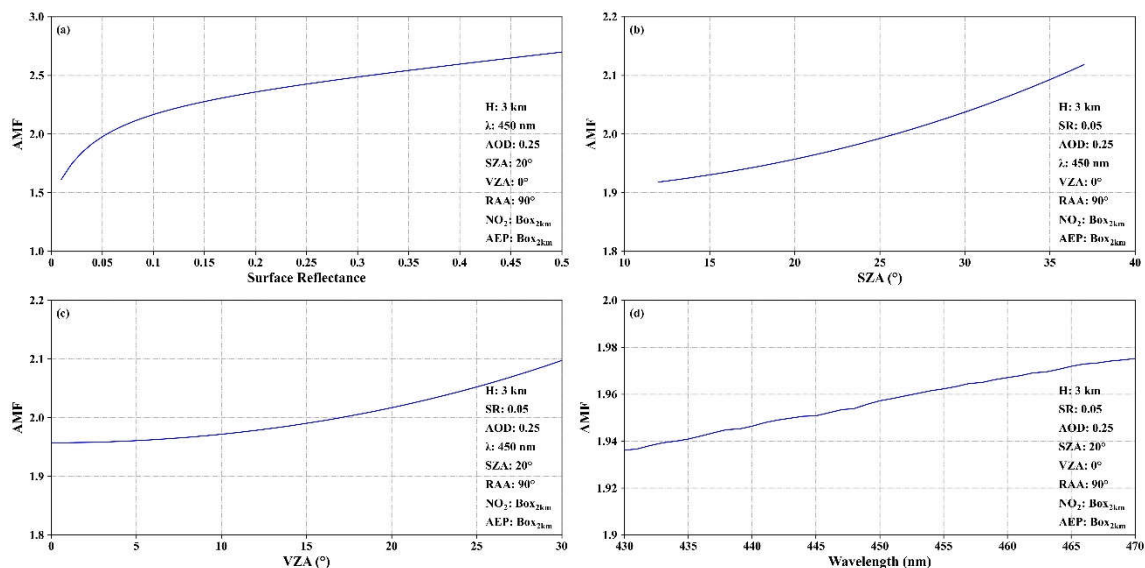 (a)
3.0
2.5
2.0
1.5
1.0
AMF
H: 3 km
λ: 450 nm
AOD: 0.25
SZA: 20°
VZA: 0°
RAA: 90°
NO₂: Box₂ₖₘ
AEP: Box₂ₖₘ
0 0.05 0.1 0.15 0.2 0.25 0.3 0.35 0.4 0.45 0.5
Surface Reflectance
(b)
2.2
2.1
2.0
1.9
1.8
AMF
H: 3 km
SR: 0.05
AOD: 0.25
λ: 450 nm
VZA: 0°
RAA: 90°
NO₂: Box₂ₖₘ
AEP: Box₂ₖₘ
10 15 20 25 30 35 40
SZA (°)
(c)
2.2
2.1
2.0
1.9
1.8
AMF
H: 3 km
SR: 0.05
AOD: 0.25
λ: 450 nm
SZA: 20°
RAA: 90°
NO₂: Box₂ₖₘ
AEP: Box₂ₖₘ
0 5 10 15 20 25 30
VZA (°)
(d)
2.0
1.98
1.96
1.94
1.92
1.9
AMF
H: 3 km
SR: 0.05
AOD: 0.25
SZA: 20°
VZA: 0°
RAA: 90°
NO₂: Box₂ₖₘ
AEP: Box₂ₖₘ
430 435 440 445 450 455 460 465 470
Wavelength (nm)